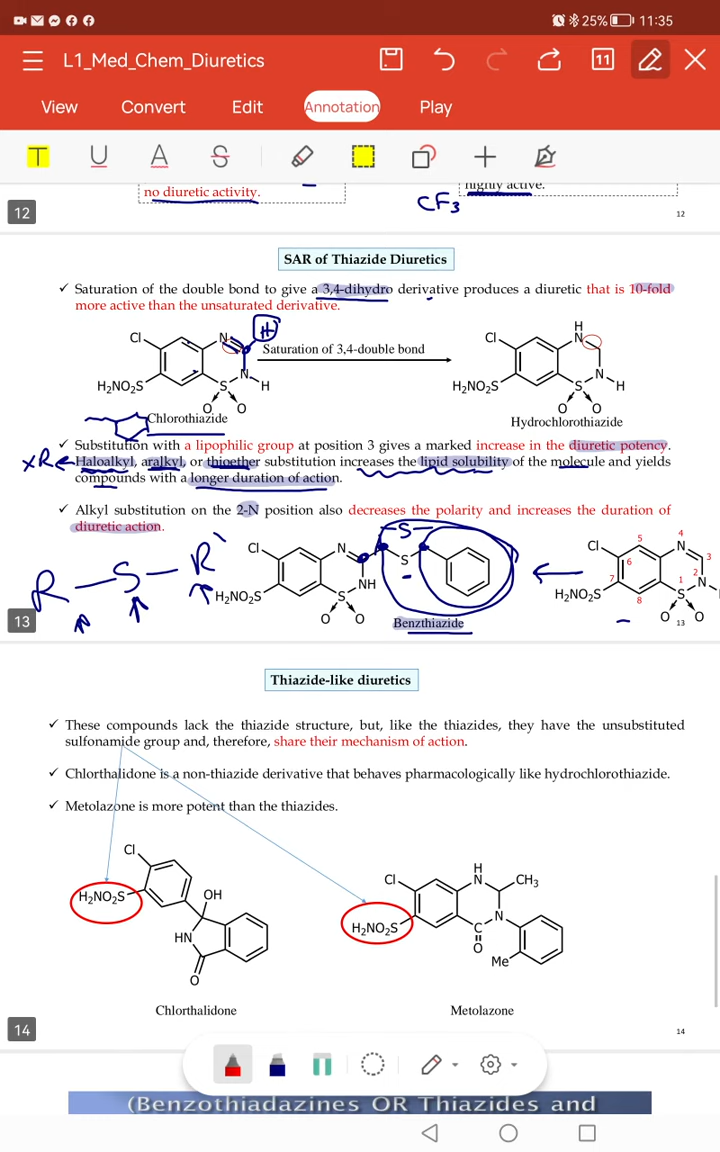 25% 11:35
L1_Med_Chem_Diuretics
11
View Convert Edit Annotation Play
T U A S
no diuretic activity.
highly active.
CF3
12
12
SAR of Thiazide Diuretics
✓ Saturation of the double bond to give a 3,4-dihydro derivative produces a diuretic that is 10-fold
more active than the unsaturated derivative.
Cl N H
Saturation of 3,4-double bond
Cl H N
H2NO2S S N H
O O
H2NO2S S N H
O O
Chlorothiazide
Hydrochlorothiazide
✓ Substitution with a lipophilic group at position 3 gives a marked increase in the diuretic potency.
XR Haloalkyl, aralkyl, or thioether substitution increases the lipid solubility of the molecule and yields
compounds with a longer duration of action.
✓ Alkyl substitution on the 2-N position also decreases the polarity and increases the duration of
diuretic action.
-S-
R-S-R'
Cl N S
H2NO2S S NH
O O
Benzthiazide
Cl 5 4 N 3
6 2
H2NO2S 7 8 1 S N H
O O
13
13
Thiazide-like diuretics
✓ These compounds lack the thiazide structure, but, like the thiazides, they have the unsubstituted
sulfonamide group and, therefore, share their mechanism of action.
✓ Chlorthalidone is a non-thiazide derivative that behaves pharmacologically like hydrochlorothiazide.
✓ Metolazone is more potent than the thiazides.
Cl
H2NO2S OH
HN
O
Cl H N CH3
H2NO2S C N
O Me
Chlorthalidone
Metolazone
14
14
(Benzothiadazines OR Thiazides and